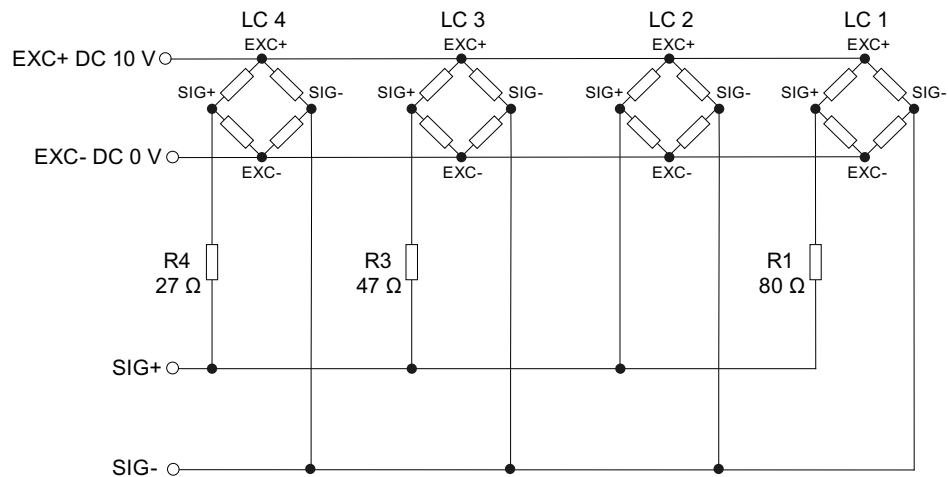 LC 4 LC 3 LC 2 LC 1
EXC+ EXC+ EXC+ EXC+
EXC+ DC 10 V
SIG+ SIG- SIG+ SIG- SIG+ SIG- SIG+ SIG-
EXC- DC 0 V
EXC- EXC- EXC- EXC-
R4 R3 R1
27 Ω 47 Ω 80 Ω
SIG+
SIG-